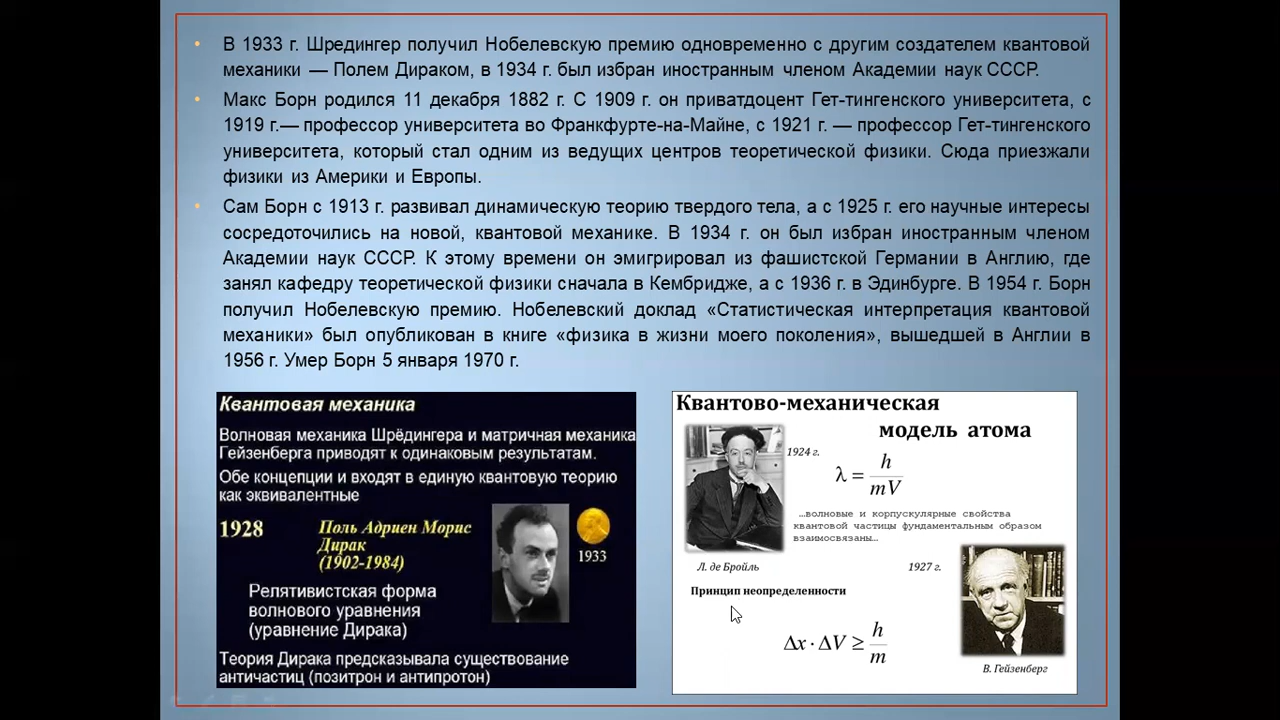 • В 1933 г. Шредингер получил Нобелевскую премию одновременно с другим создателем квантовой
механики — Полем Дираком, в 1934 г. был избран иностранным членом Академии наук СССР.
• Макс Борн родился 11 декабря 1882 г. С 1909 г. он приватдоцент Гет-тингенского университета, с
1919 г.— профессор университета во Франкфурте-на-Майне, с 1921 г. — профессор Гет-тингенского
университета, который стал одним из ведущих центров теоретической физики. Сюда приезжали
физики из Америки и Европы.
• Сам Борн с 1913 г. развивал динамическую теорию твердого тела, а с 1925 г. его научные интересы
сосредоточились на новой, квантовой механике. В 1934 г. он был избран иностранным членом
Академии наук СССР. К этому времени он эмигрировал из фашистской Германии в Англию, где
занял кафедру теоретической физики сначала в Кембридже, а с 1936 г. в Эдинбурге. В 1954 г. Борн
получил Нобелевскую премию. Нобелевский доклад «Статистическая интерпретация квантовой
механики» был опубликован в книге «физика в жизни моего поколения», вышедшей в Англии в
1956 г. Умер Борн 5 января 1970 г.
Квантовая механика
Волновая механика Шрёдингера и матричная механика
Гейзенберга приводят к одинаковым результатам.
Обе концепции и входят в единую квантовую теорию
как эквивалентные
1928
Поль Адриен Морис
Дирак
(1902-1984)
1933
Релятивистская форма
волнового уравнения
(уравнение Дирака)
Теория Дирака предсказывала существование
античастиц (позитрон и антипротон)
Квантово-механическая
модель атома
1924 г.
λ = h / mV
…волновые и корпускулярные свойства
квантовой частицы фундаментальным образом
взаимосвязаны…
Л. де Бройль
1927 г.
Принцип неопределенности
Δx · ΔV ≥ h / m
В. Гейзенберг